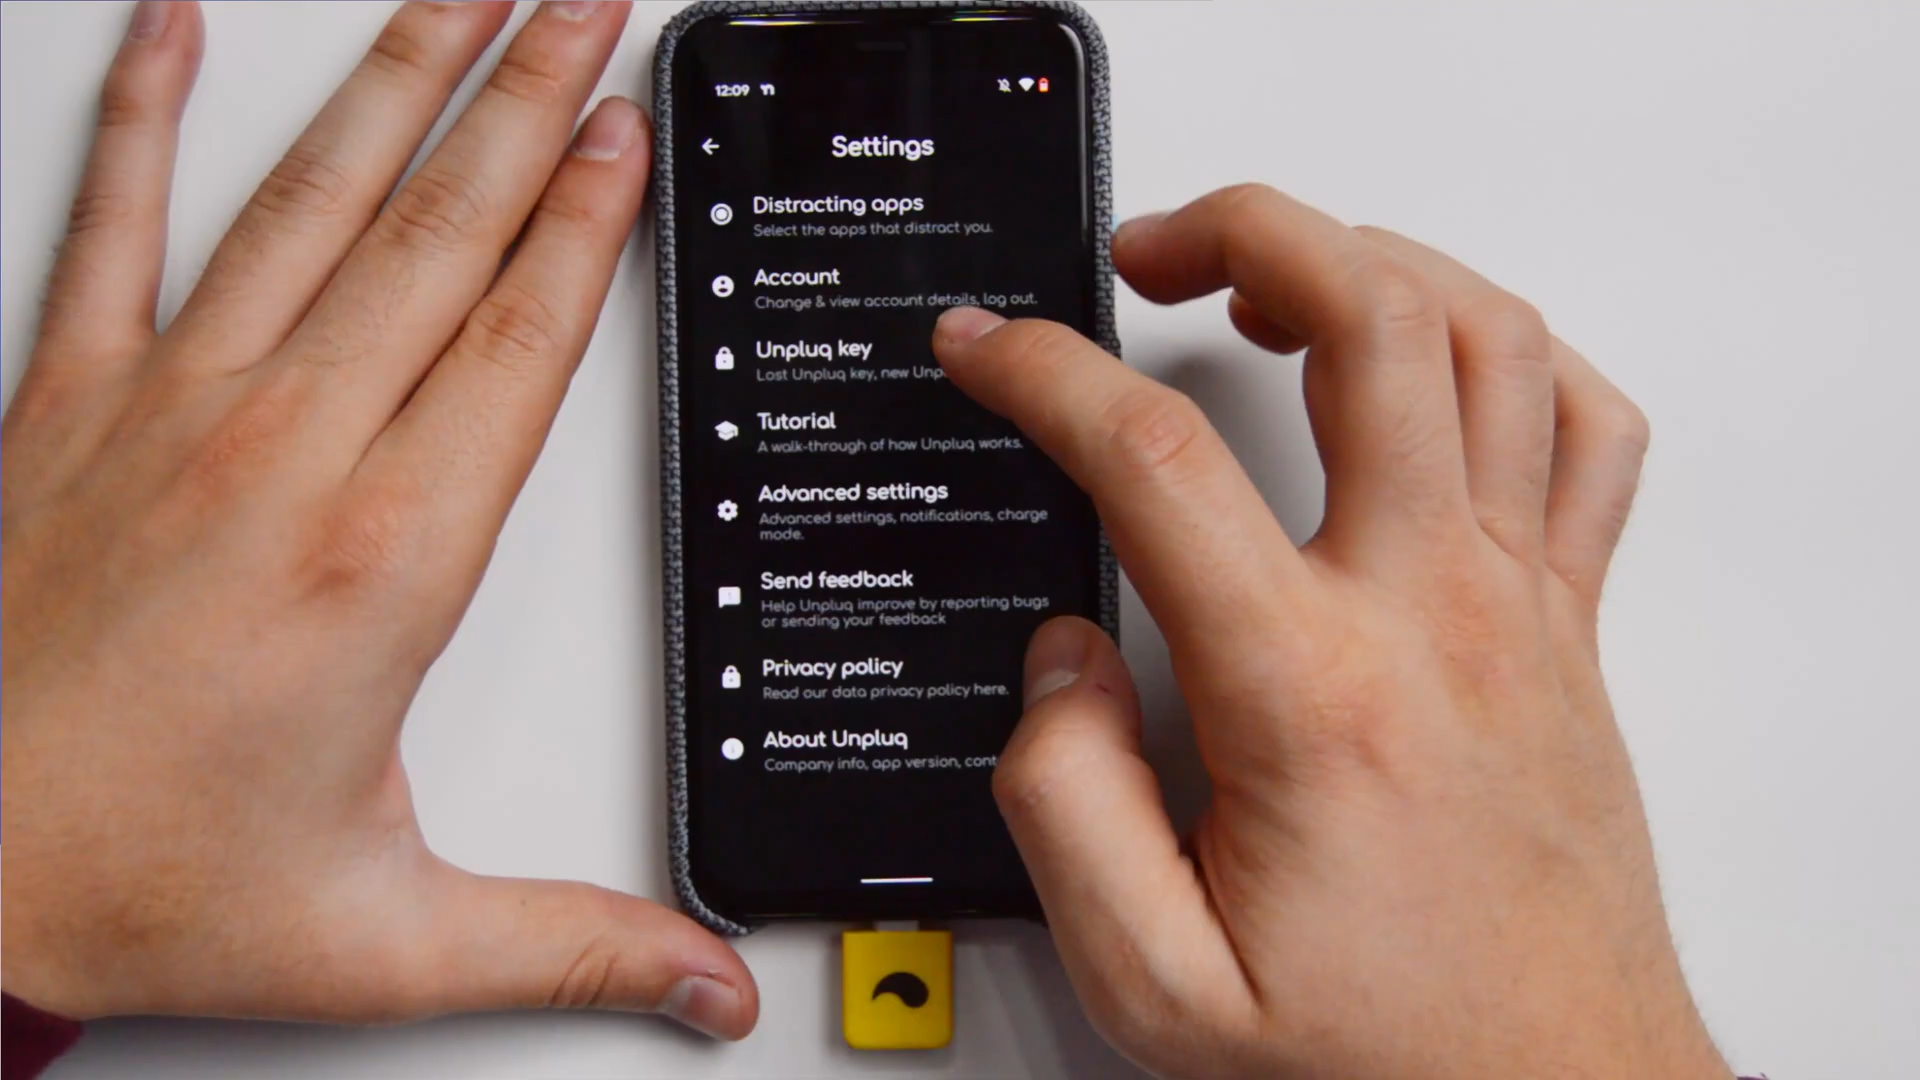 12:09
Settings
Distracting apps
Select the apps that distract you.
Account
Change & view account details, log out.
Unpluq key
Lost Unpluq key, new
Tutorial
A walk-through of how Unpluq works.
Advanced settings
Advanced settings, notifications, charge
mode.
Send feedback
Help Unpluq improve by reporting bugs
or sending your feedback
Privacy policy
Read our data privacy policy here.
About Unpluq
Company info, app version,